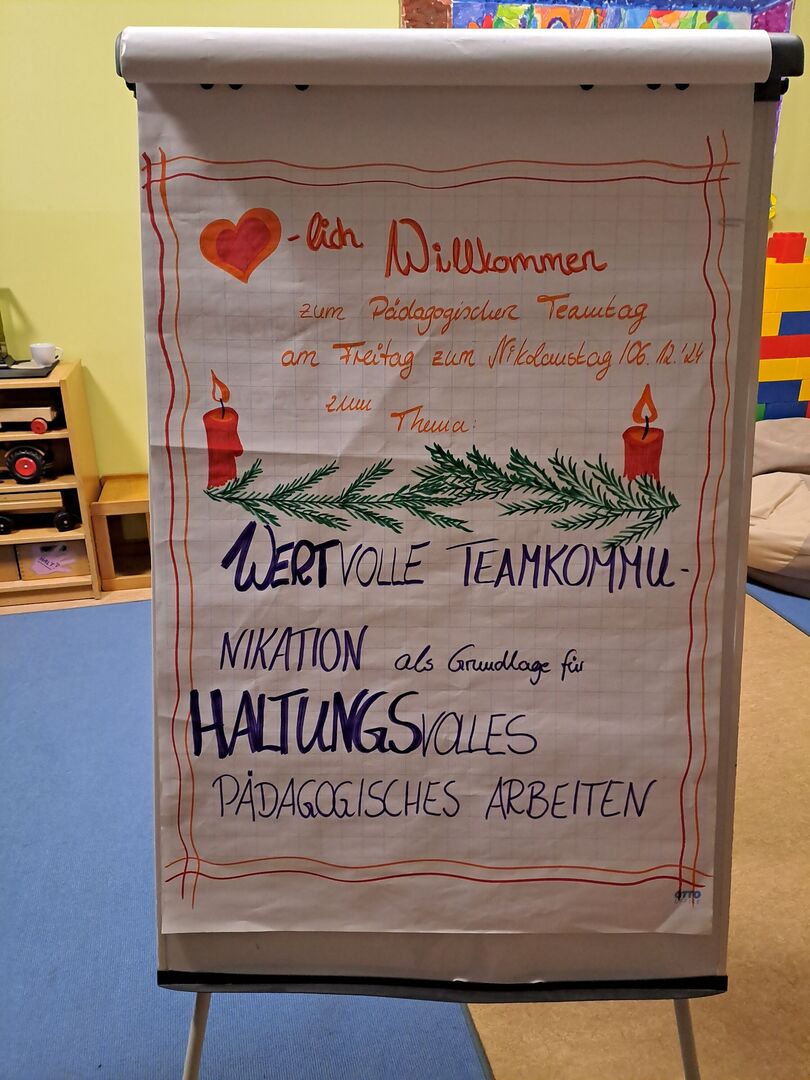 -lich Willkommen
zum Pädagogischen Teamtag
am Freitag zum Nikolaustag /06.12.'24
zum Thema:
WERTVOLLE TEAMKOMMU-
NIKATION als Grundlage für
HALTUNGSVOLLES
PÄDAGOGISCHES ARBEITEN
OTTO